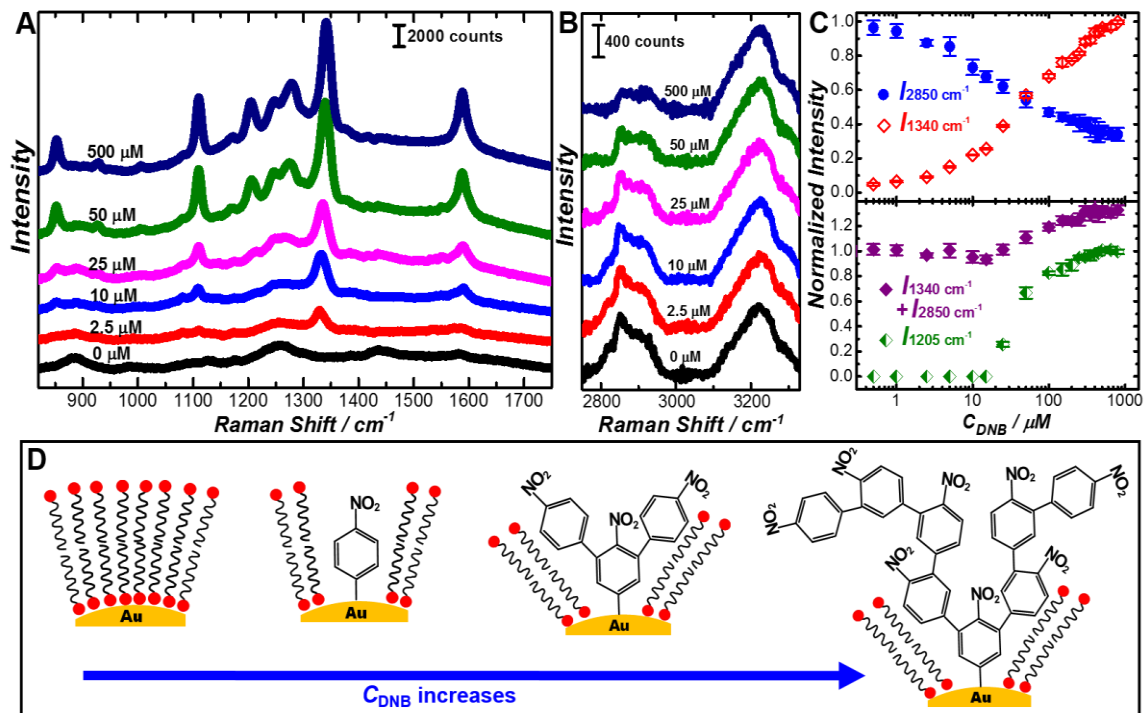 A
2000 counts
500 μM
50 μM
25 μM
10 μM
2.5 μM
0 μM
Intensity
800 900 1000 1100 1200 1300 1400 1500 1600 1700
Raman Shift / cm-1
B
400 counts
500 μM
50 μM
25 μM
10 μM
2.5 μM
0 μM
Intensity
2800 3000 3200
Raman Shift / cm-1
C
1.0
0.8
0.6
0.4
0.2
0.0
I2850 cm-1
I1340 cm-1
Normalized Intensity
1.2
1.0
0.8
0.6
0.4
0.2
0.0
I1340 cm-1
+ I2850 cm-1
I1205 cm-1
1 10 100 1000
CDNB / μM
D
Au
NO2
Au
NO2
NO2
NO2
Au
NO2
NO2
NO2
NO2
NO2
NO2
NO2
NO2
Au
CDNB increases